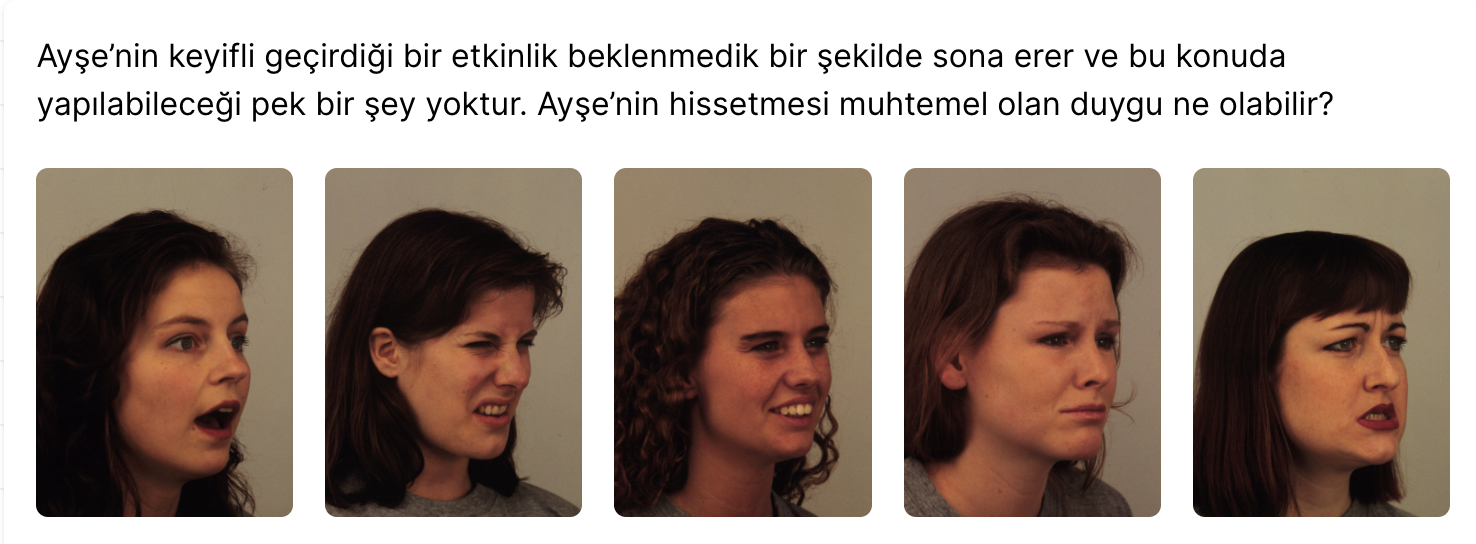 Ayşe’nin keyifli geçirdiği bir etkinlik beklenmedik bir şekilde sona erer ve bu konuda
yapılabileceği pek bir şey yoktur. Ayşe’nin hissetmesi muhtemel olan duygu ne olabilir?